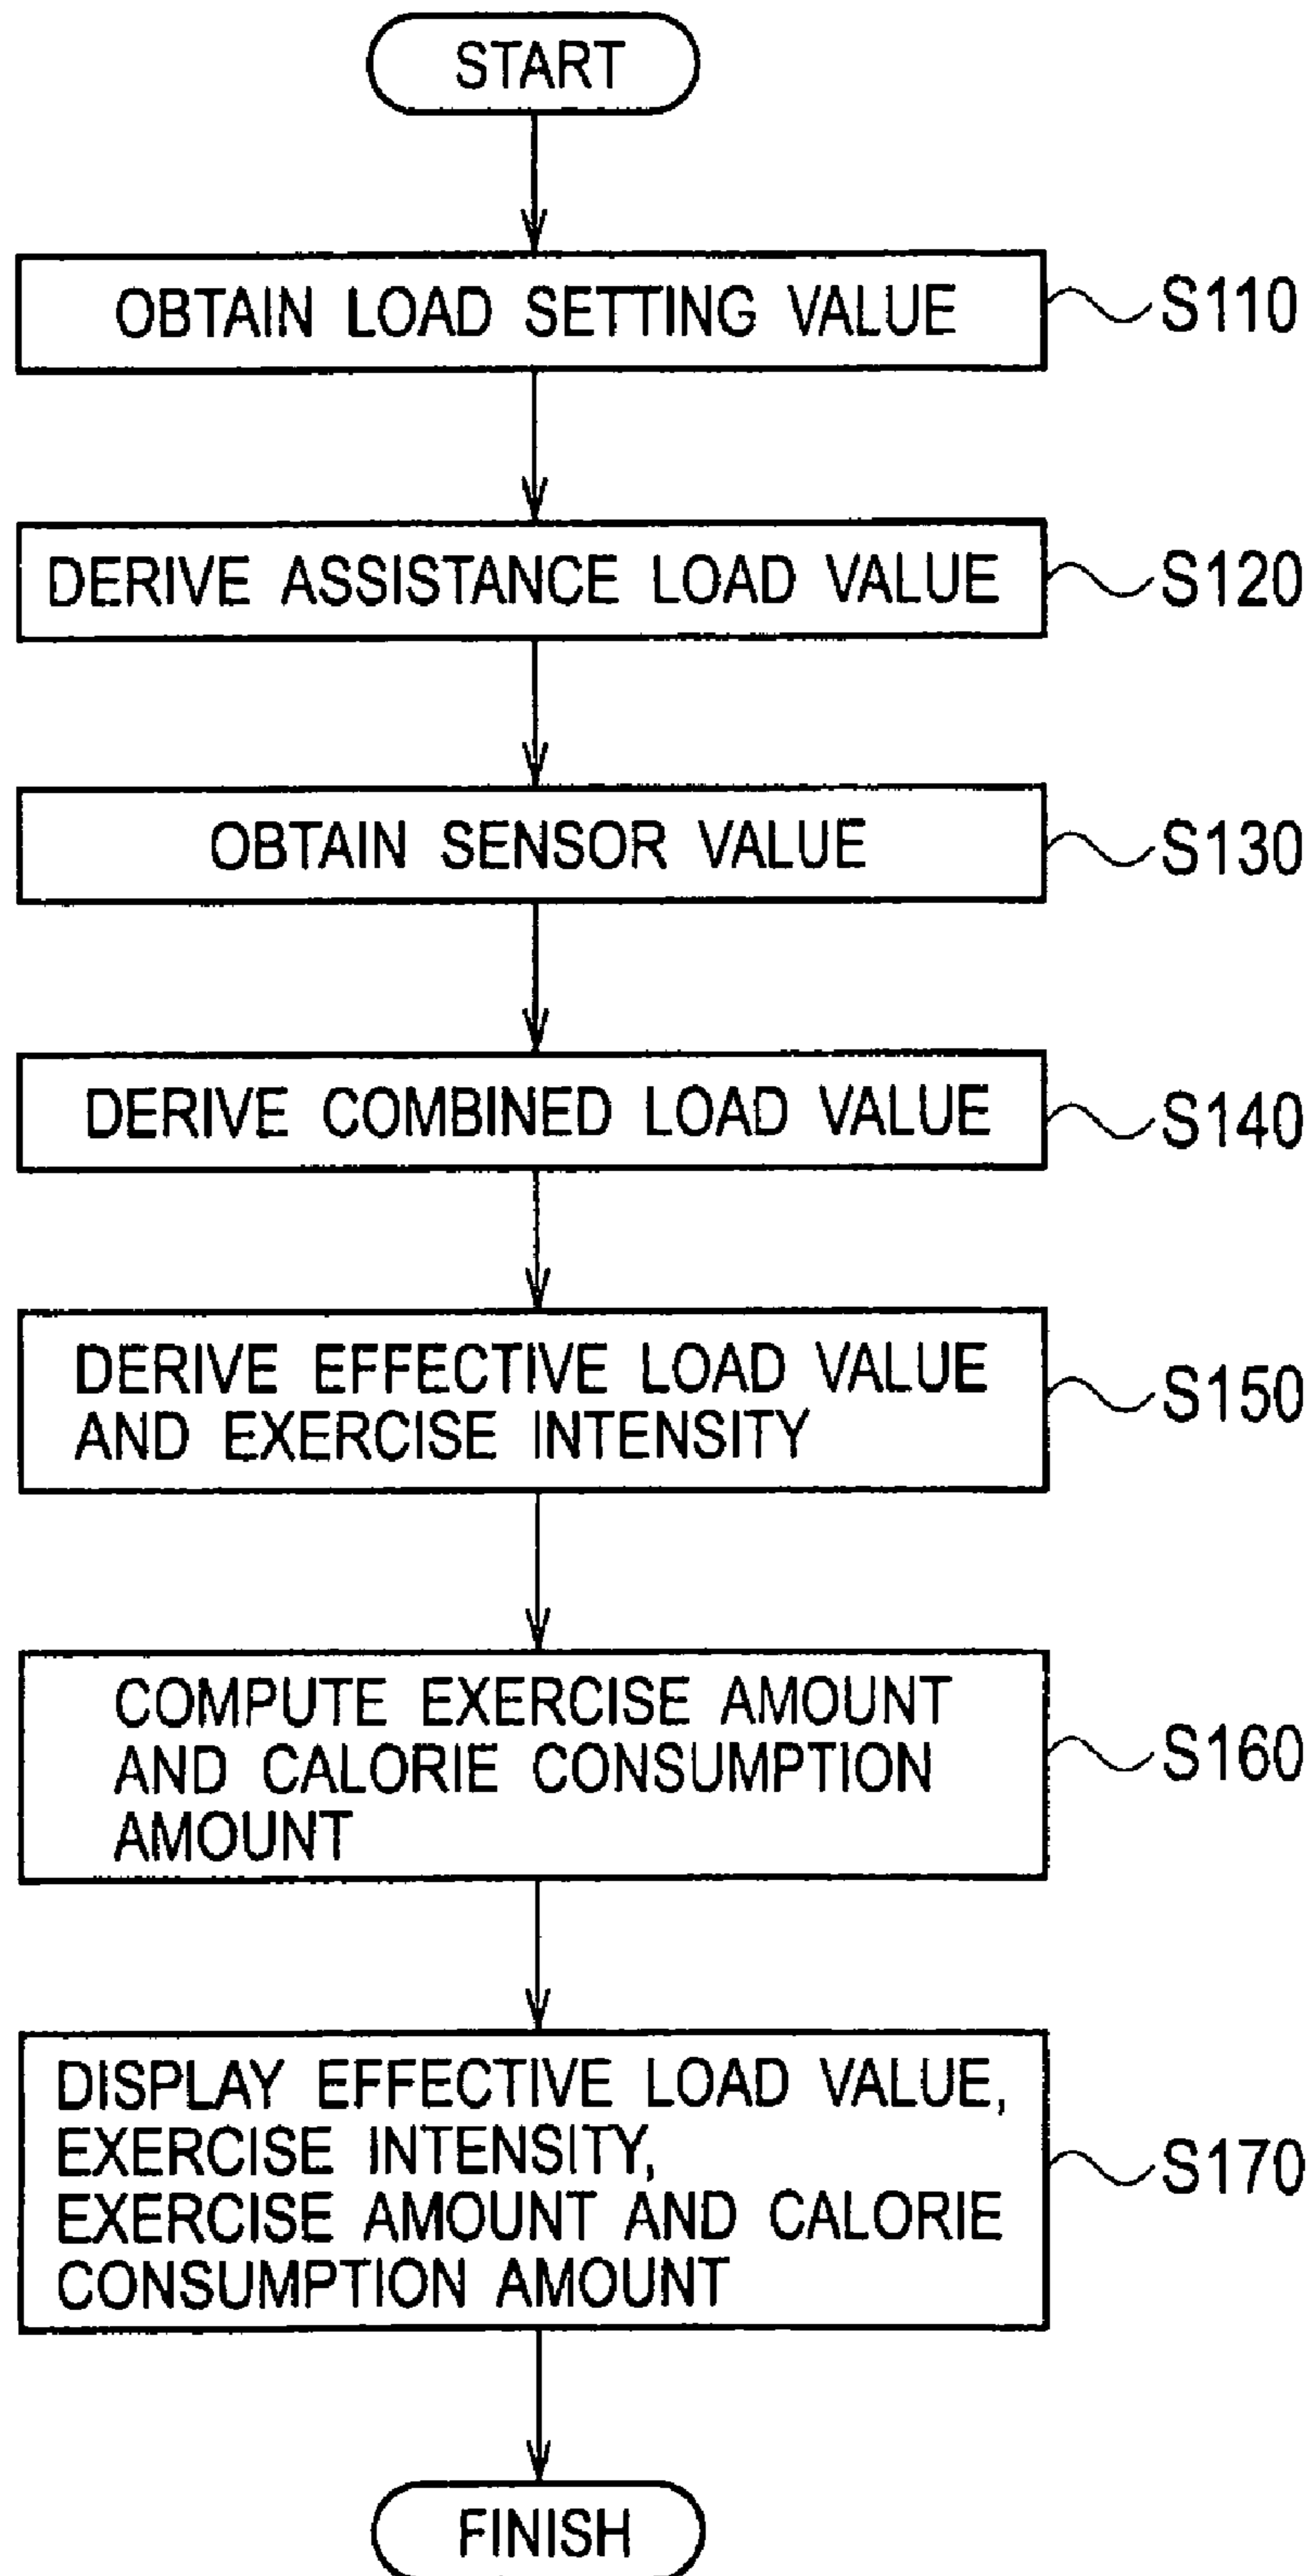 START
OBTAIN LOAD SETTING VALUE
S110
DERIVE ASSISTANCE LOAD VALUE
S120
OBTAIN SENSOR VALUE
S130
DERIVE COMBINED LOAD VALUE
S140
DERIVE EFFECTIVE LOAD VALUE
AND EXERCISE INTENSITY
S150
COMPUTE EXERCISE AMOUNT
AND CALORIE CONSUMPTION
AMOUNT
S160
DISPLAY EFFECTIVE LOAD VALUE,
EXERCISE INTENSITY,
EXERCISE AMOUNT AND CALORIE
CONSUMPTION AMOUNT
S170
FINISH